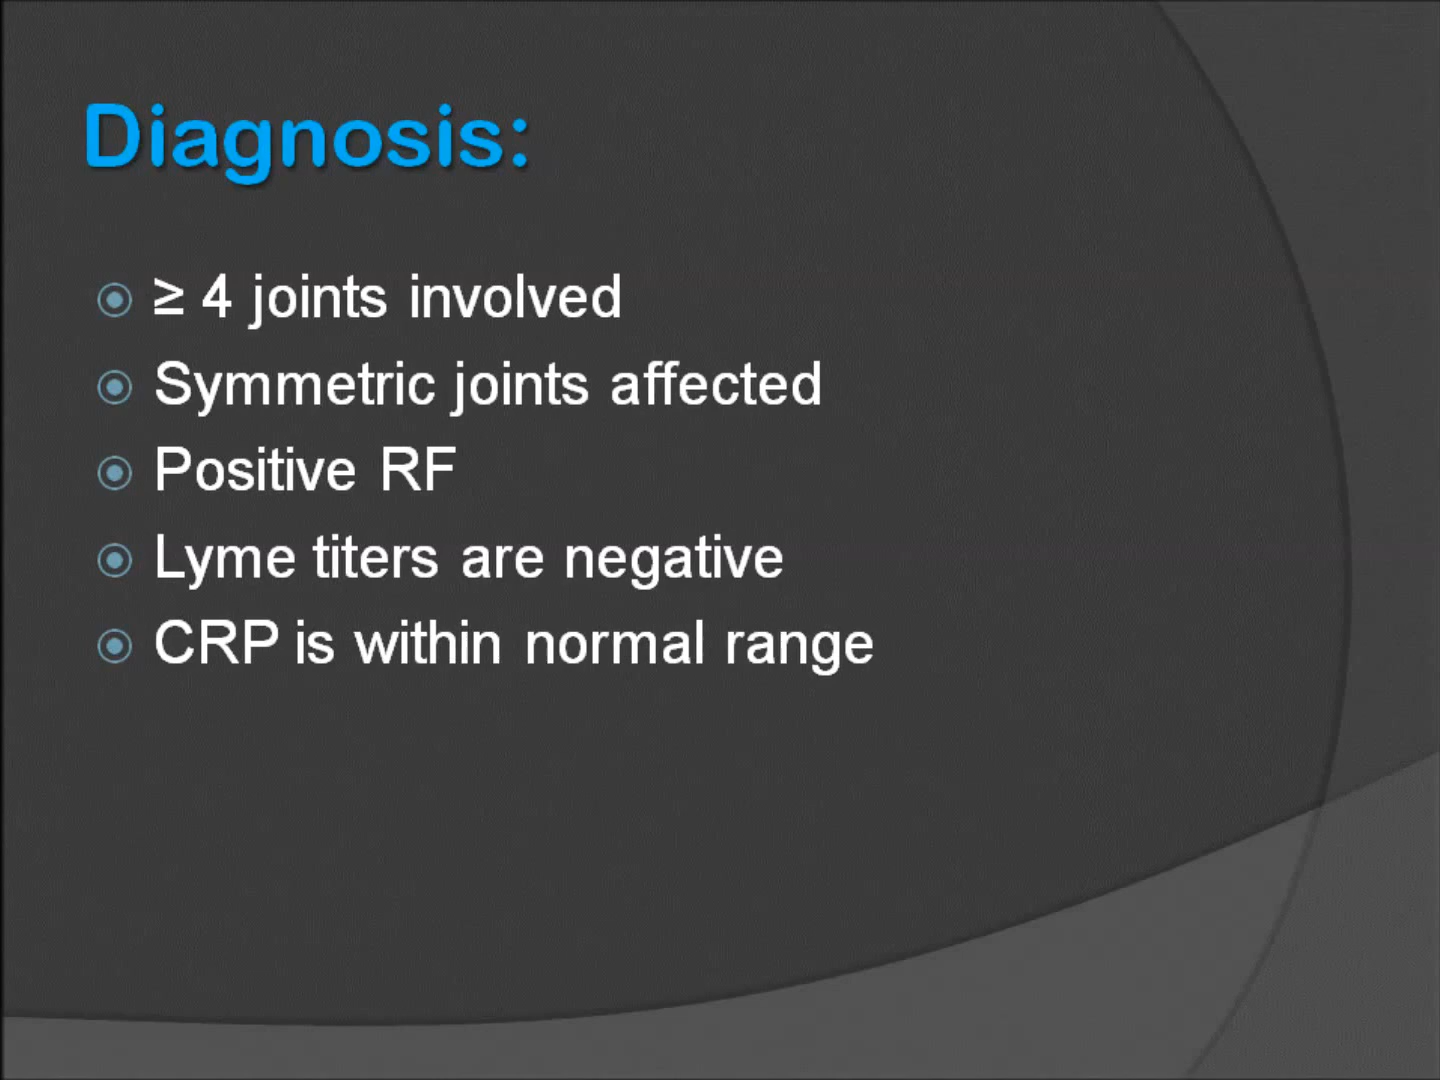 Diagnosis:
≥ 4 joints involved
Symmetric joints affected
Positive RF
Lyme titers are negative
CRP is within normal range